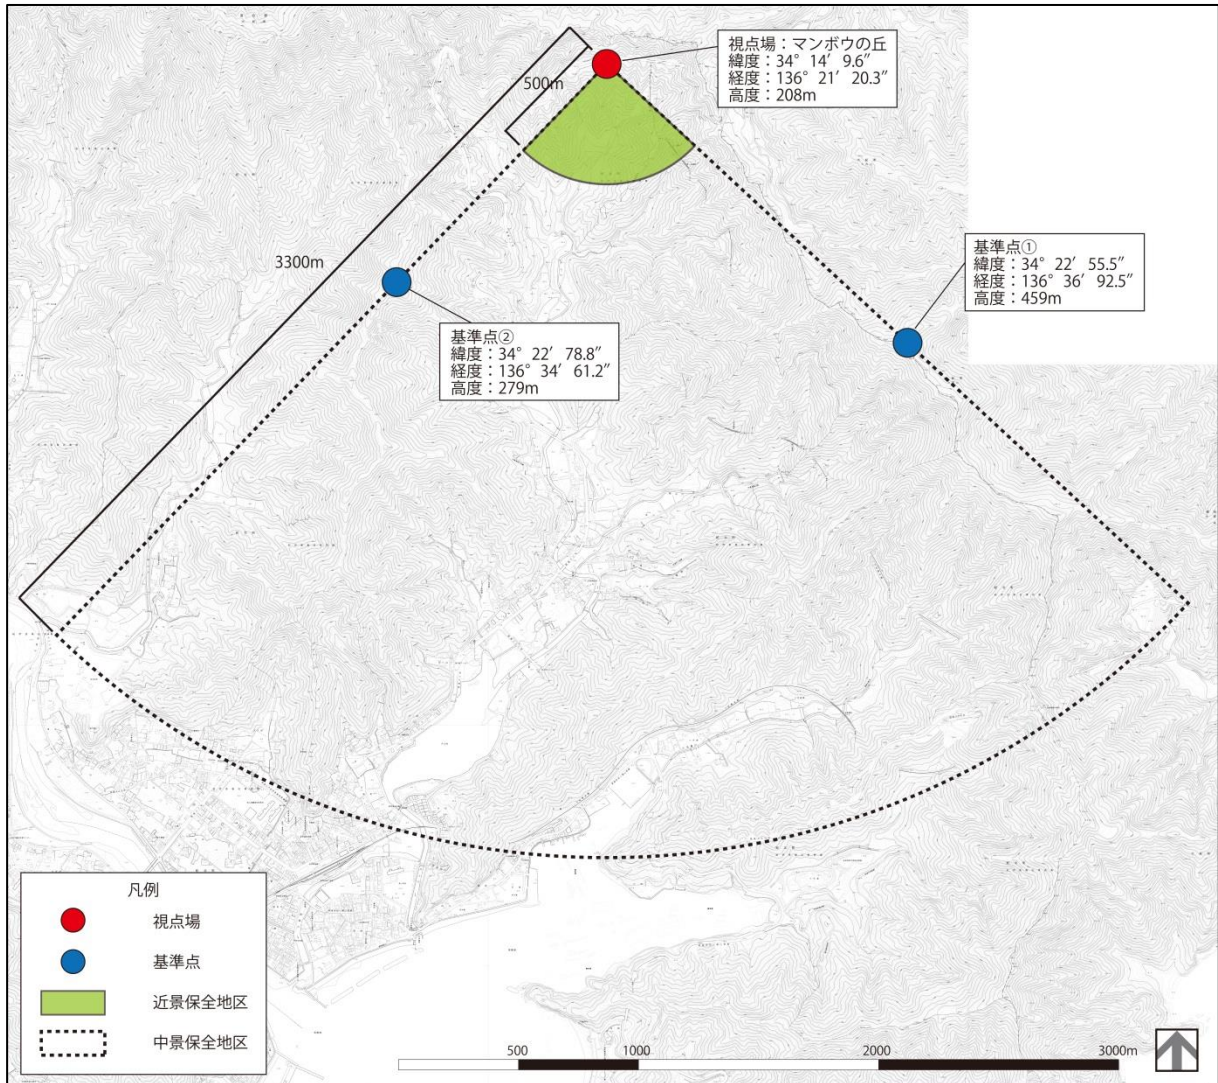 視点場：マンボウの丘
緯度：34° 14′ 9.6″
経度：136° 21′ 20.3″
高度：208m
500m
3300m
基準点①
緯度：34° 22′ 55.5″
経度：136° 36′ 92.5″
高度：459m
基準点②
緯度：34° 22′ 78.8″
経度：136° 34′ 61.2″
高度：279m
凡例
視点場
基準点
近景保全地区
中景保全地区
500 1000 2000 3000m